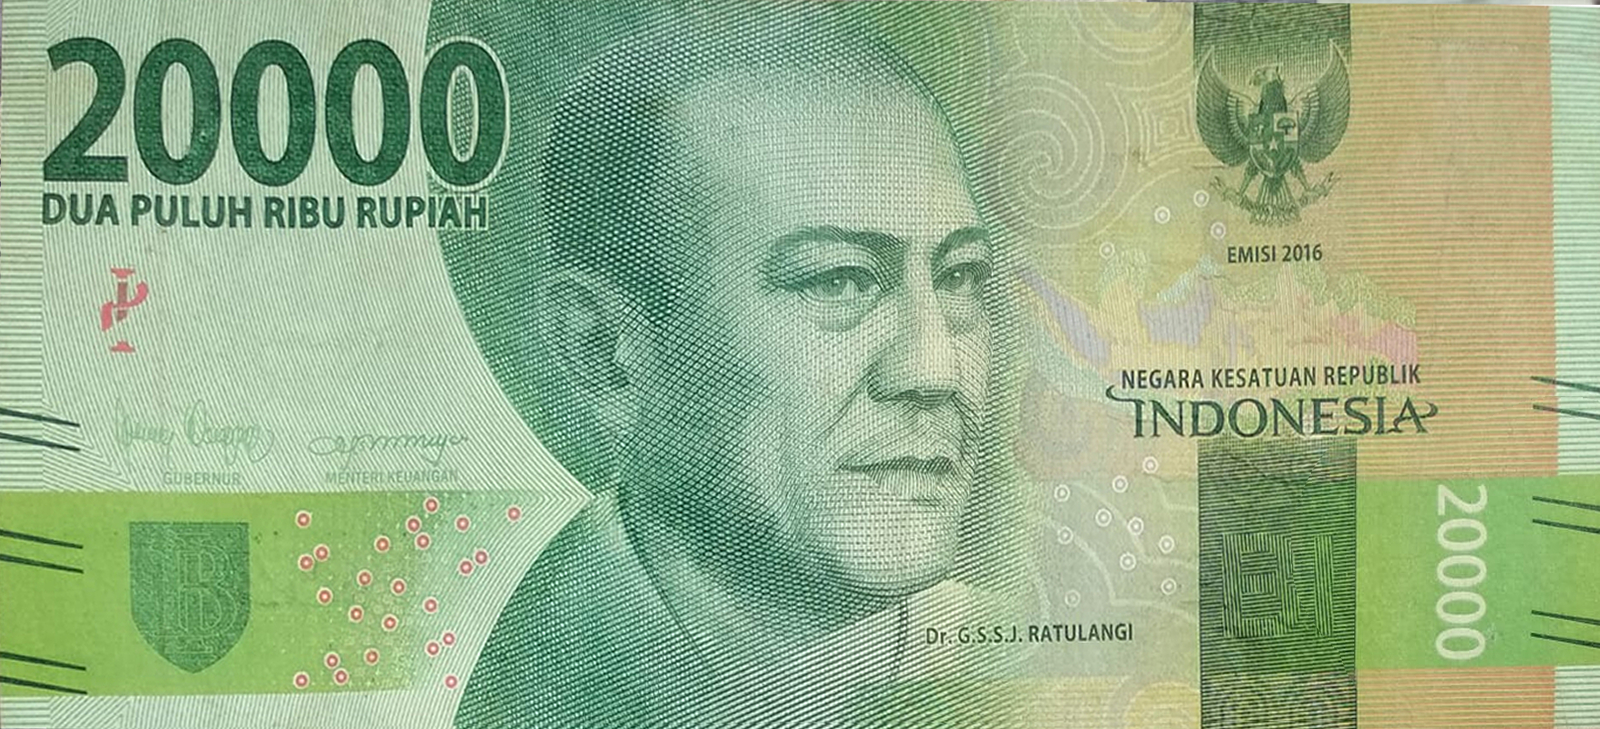 20000
DUA PULUH RIBU RUPIAH
EMISI 2016
NEGARA KESATUAN REPUBLIK
INDONESIA
GUBERNUR
MENTERI KEUANGAN
Dr. G.S.S.J. RATULANGI
20000